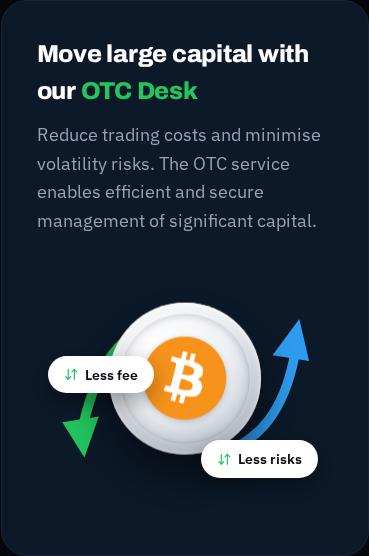 Move large capital with
our OTC Desk
Reduce trading costs and minimise
volatility risks. The OTC service
enables efficient and secure
management of significant capital.
Less fee
Less risks